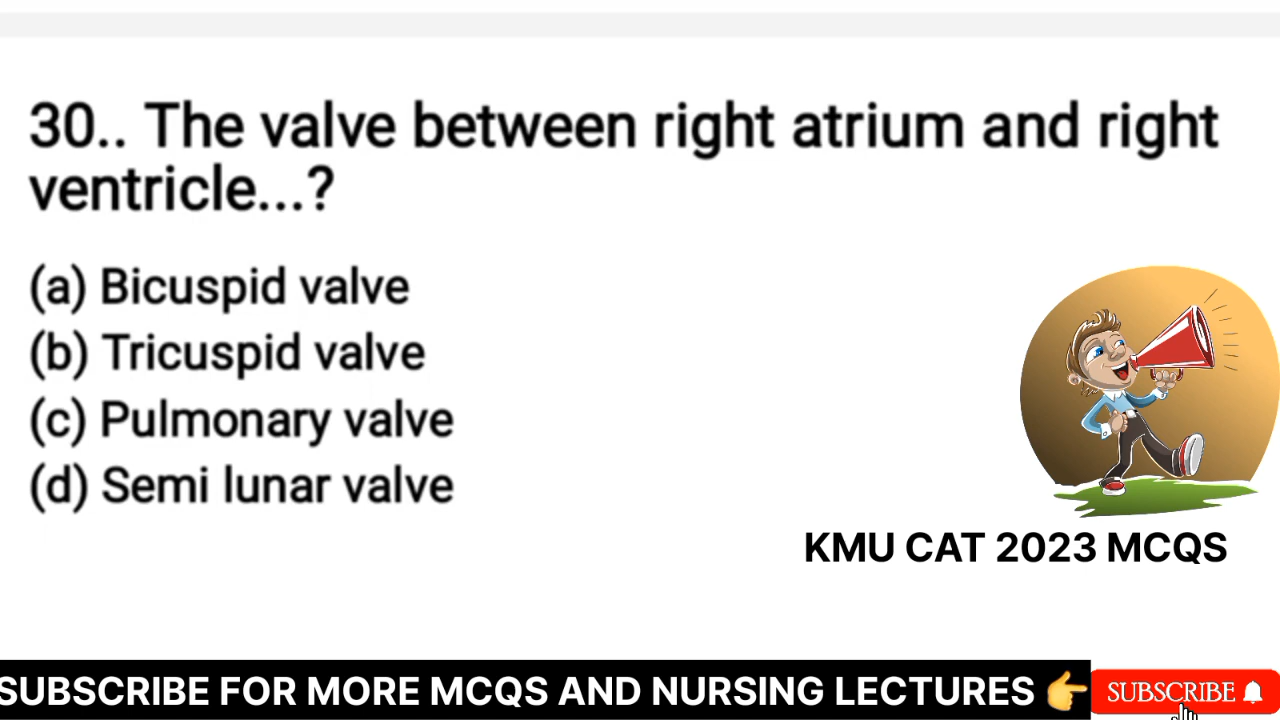 30.. The valve between right atrium and right
ventricle...?
(a) Bicuspid valve
(b) Tricuspid valve
(c) Pulmonary valve
(d) Semi lunar valve
KMU CAT 2023 MCQS
SUBSCRIBE FOR MORE MCQS AND NURSING LECTURES 👉 SUBSCRIBE